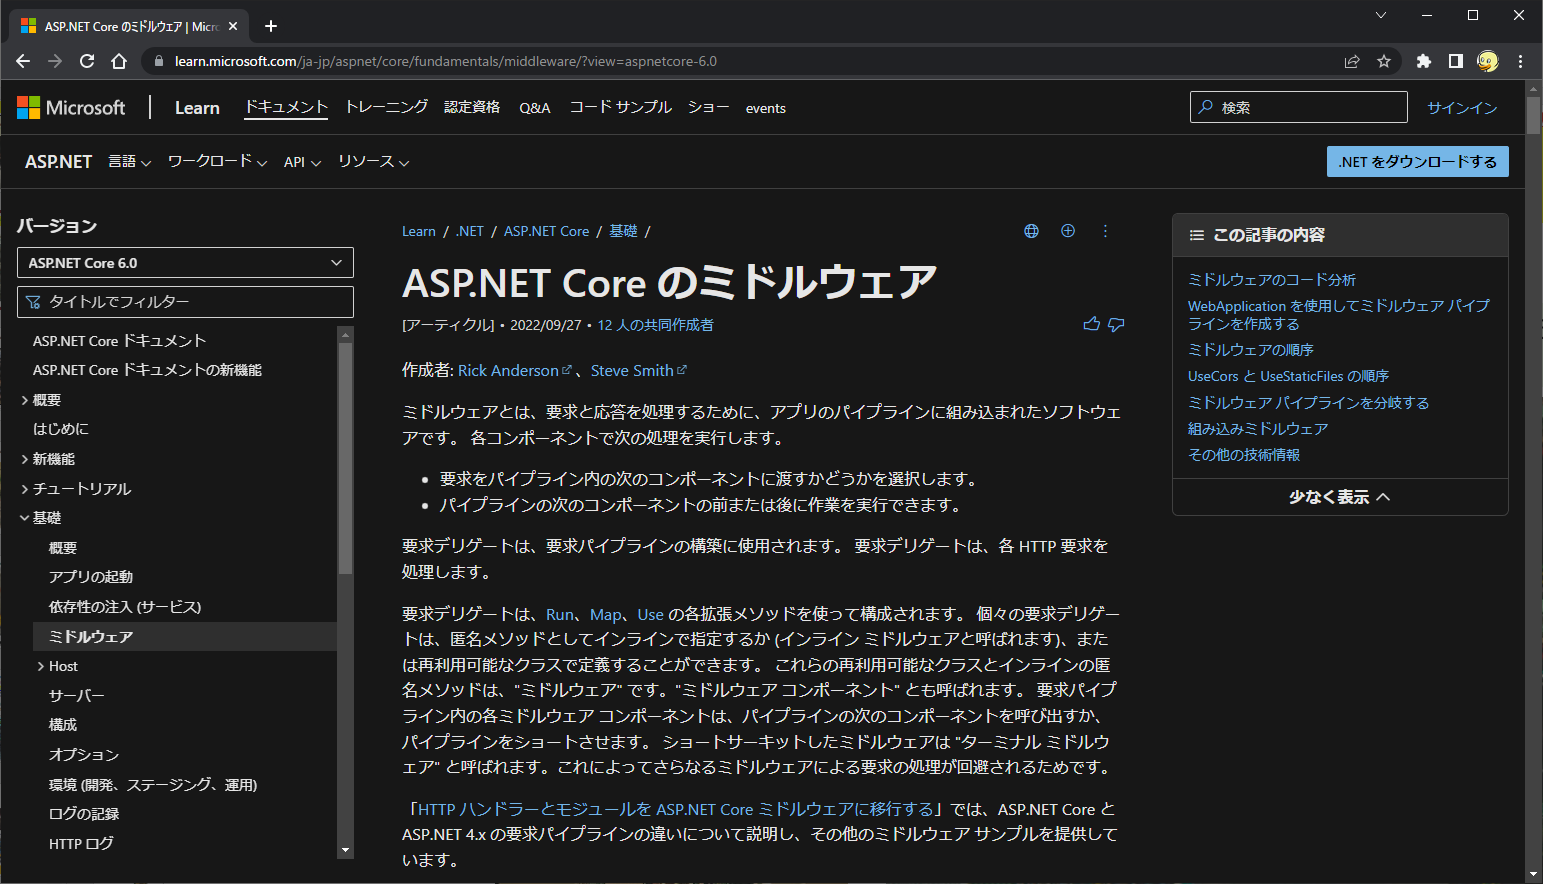 ASP.NET Core のミドルウェア | Micr
learn.microsoft.com/ja-jp/aspnet/core/fundamentals/middleware/?view=aspnetcore-6.0
Microsoft
Learn ドキュメント トレーニング 認定資格 Q&A コード サンプル ショー events
検索
サインイン
ASP.NET 言語 ワークロード API リソース
.NET をダウンロードする
バージョン
ASP.NET Core 6.0
タイトルでフィルター
ASP.NET Core ドキュメント
ASP.NET Core ドキュメントの新機能
概要
はじめに
新機能
チュートリアル
基礎
概要
アプリの起動
依存性の注入 (サービス)
ミドルウェア
Host
サーバー
構成
オプション
環境 (開発、ステージング、運用)
ログの記録
HTTP ログ
Learn / .NET / ASP.NET Core / 基礎 /
ASP.NET Core のミドルウェア
[アーティクル] • 2022/09/27 • 12 人の共同作成者
作成者: Rick Anderson、Steve Smith
ミドルウェアとは、要求と応答を処理するために、アプリのパイプラインに組み込まれたソフトウェ
アです。 各コンポーネントで次の処理を実行します。
• 要求をパイプライン内の次のコンポーネントに渡すかどうかを選択します。
• パイプラインの次のコンポーネントの前または後に作業を実行できます。
要求デリゲートは、要求パイプラインの構築に使用されます。 要求デリゲートは、各 HTTP 要求を
処理します。
要求デリゲートは、Run、Map、Use の各拡張メソッドを使って構成されます。 個々の要求デリゲー
トは、匿名メソッドとしてインラインで指定するか (インライン ミドルウェアと呼ばれます)、また
は再利用可能なクラスで定義することができます。 これらの再利用可能なクラスとインラインの匿
名メソッドは、"ミドルウェア" です。"ミドルウェア コンポーネント" とも呼ばれます。 要求パイプ
ライン内の各ミドルウェア コンポーネントは、パイプラインの次のコンポーネントを呼び出すか、
パイプラインをショートさせます。 ショートサーキットしたミドルウェアは "ターミナル ミドルウ
ェア" と呼ばれます。これによってさらなるミドルウェアによる要求の処理が回避されるためです。
「HTTP ハンドラーとモジュールを ASP.NET Core ミドルウェアに移行する」では、ASP.NET Core と
ASP.NET 4.x の要求パイプラインの違いについて説明し、その他のミドルウェア サンプルを提供して
います。
この記事の内容
ミドルウェアのコード分析
WebApplication を使用してミドルウェア パイプ
ラインを作成する
ミドルウェアの順序
UseCors と UseStaticFiles の順序
ミドルウェア パイプラインを分岐する
組み込みミドルウェア
その他の技術情報
少なく表示